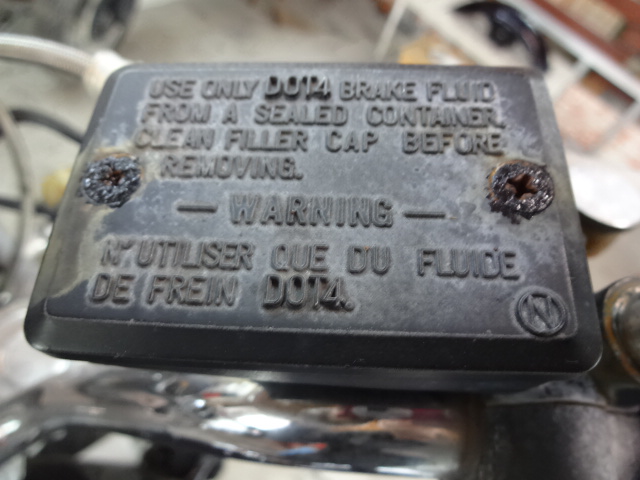 USE ONLY DOT4 BRAKE FLUID
FROM A SEALED CONTAINER.
CLEAN FILLER CAP BEFORE
REMOVING.
— WARNING —
N'UTILISER QUE DU FLUIDE
DE FREIN DOT4.
N